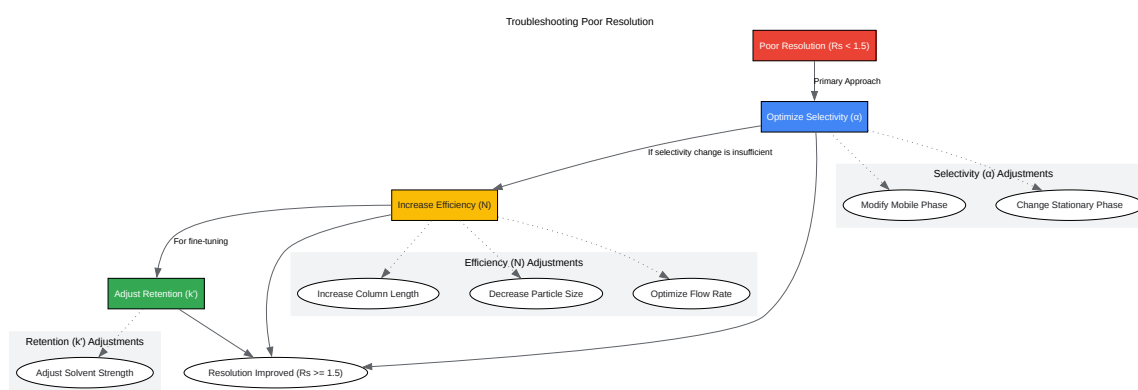 Troubleshooting Poor Resolution
Poor Resolution (Rs < 1.5)
Primary Approach
Optimize Selectivity (α)
If selectivity change is insufficient
Selectivity (α) Adjustments
Modify Mobile Phase
Change Stationary Phase
Increase Efficiency (N)
For fine-tuning
Efficiency (N) Adjustments
Increase Column Length
Decrease Particle Size
Optimize Flow Rate
Adjust Retention (k')
Retention (k') Adjustments
Adjust Solvent Strength
Resolution Improved (Rs >= 1.5)